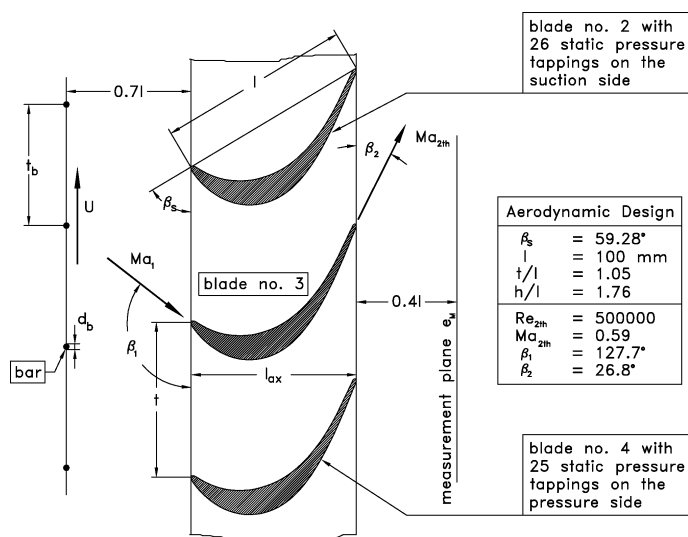 blade no. 2 with
26 static pressure
tappings on the
suction side
0.7l
l
t_b
U
β_s
β_2
Ma_2th
Ma_1
blade no. 3
d_b
bar
β_1
l_ax
t
0.4l
measurement plane e_M
Aerodynamic Design
β_s = 59.28°
l = 100 mm
t/l = 1.05
h/l = 1.76
Re_2th = 500000
Ma_2th = 0.59
β_1 = 127.7°
β_2 = 26.8°
blade no. 4 with
25 static pressure
tappings on the
pressure side